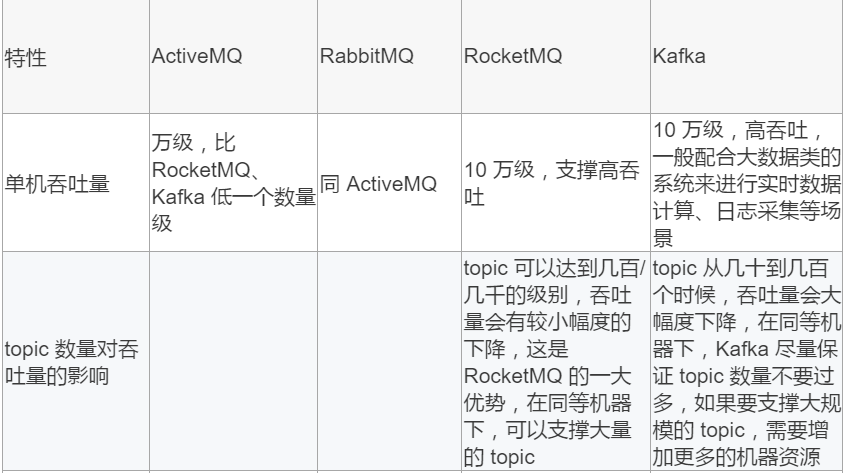 特性
ActiveMQ
RabbitMQ
RocketMQ
Kafka
单机吞吐量
万级，比
RocketMQ、
Kafka 低一个数量
级
同 ActiveMQ
10 万级，支撑高吞
吐
10 万级，高吞吐，
一般配合大数据类的
系统来进行实时数据
计算、日志采集等场
景
topic 数量对吞
吐量的影响
topic 可以达到几百/
几千的级别，吞吐
量会有较小幅度的
下降，这是
RocketMQ 的一大
优势，在同等机器
下，可以支撑大量
的 topic
topic 从几十到几百
个时候，吞吐量会大
幅度下降，在同等机
器下，Kafka 尽量保
证 topic 数量不要过
多，如果要支撑大规
模的 topic，需要增
加更多的机器资源